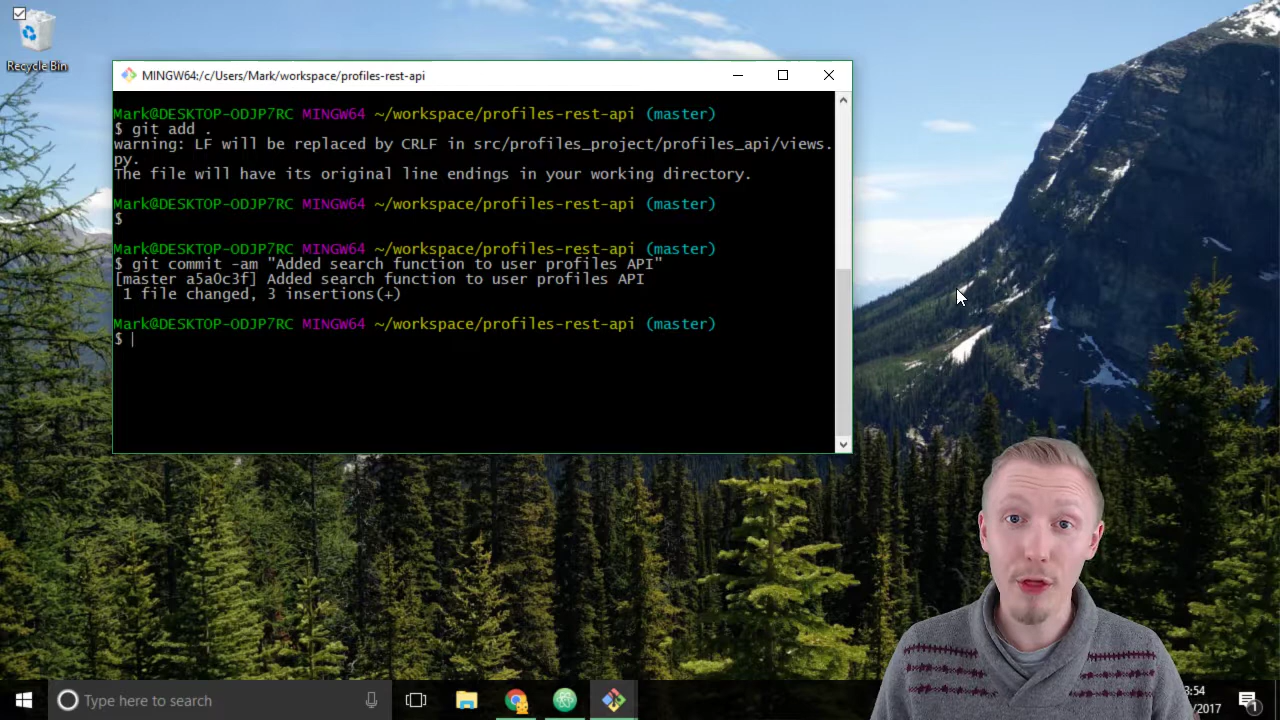 Recycle Bin
MINGW64:/c/Users/Mark/workspace/profiles-rest-api
Mark@DESKTOP-ODJP7RC MINGW64 ~/workspace/profiles-rest-api (master)
$ git add .
warning: LF will be replaced by CRLF in src/profiles_project/profiles_api/views.
py.
The file will have its original line endings in your working directory.
Mark@DESKTOP-ODJP7RC MINGW64 ~/workspace/profiles-rest-api (master)
$
Mark@DESKTOP-ODJP7RC MINGW64 ~/workspace/profiles-rest-api (master)
$ git commit -am "Added search function to user profiles API"
[master a5a0c3f] Added search function to user profiles API
1 file changed, 3 insertions(+)
Mark@DESKTOP-ODJP7RC MINGW64 ~/workspace/profiles-rest-api (master)
$
Type here to search
3:54
/2017
1